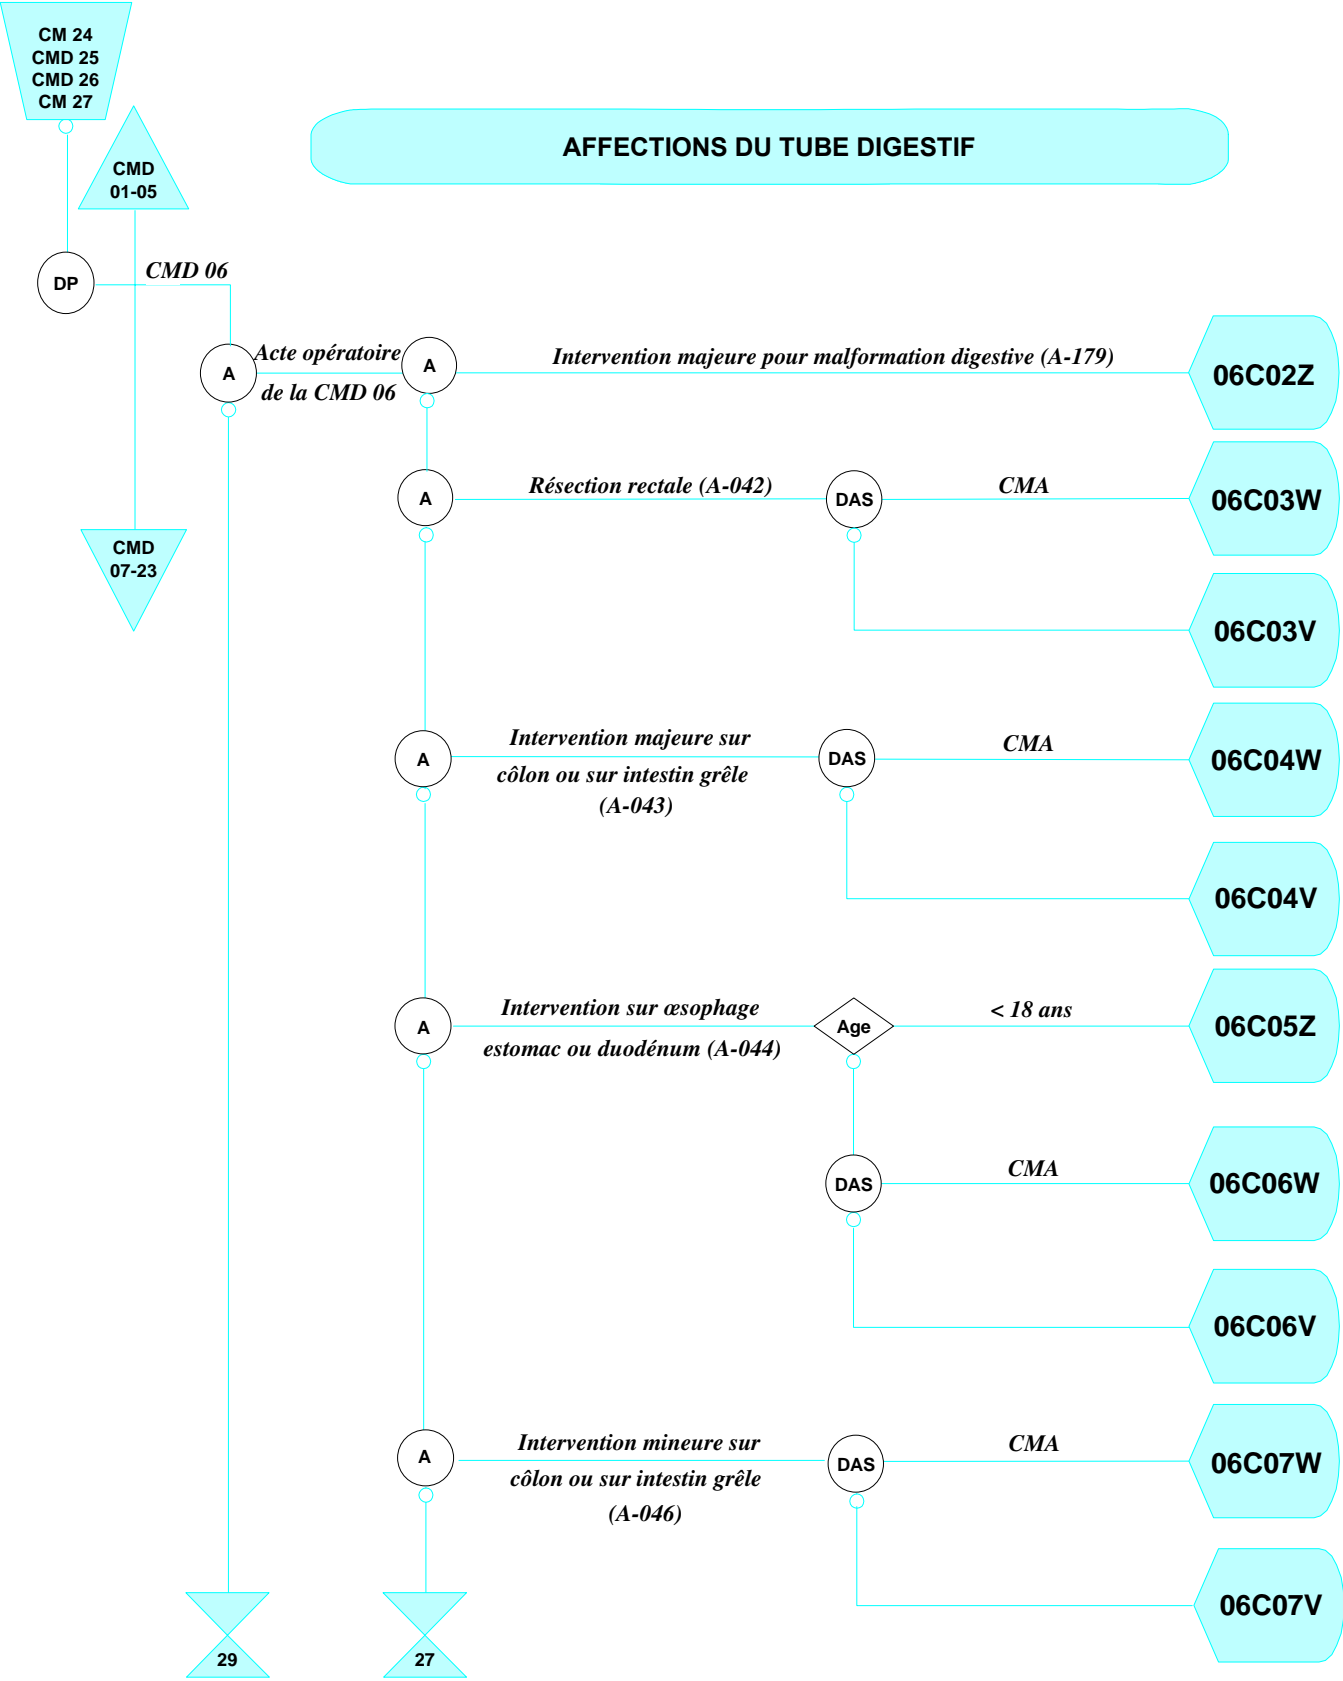 CM 24
CMD 25
CMD 26
CM 27
AFFECTIONS DU TUBE DIGESTIF
CMD
01-05
DP
CMD 06
A
Acte opératoire
de la CMD 06
A
Intervention majeure pour malformation digestive (A-179)
06C02Z
A
Résection rectale (A-042)
DAS
CMA
06C03W
CMD
07-23
06C03V
A
Intervention majeure sur
côlon ou sur intestin grêle
(A-043)
DAS
CMA
06C04W
06C04V
A
Intervention sur œsophage
estomac ou duodénum (A-044)
Age
< 18 ans
06C05Z
DAS
CMA
06C06W
06C06V
A
Intervention mineure sur
côlon ou sur intestin grêle
(A-046)
DAS
CMA
06C07W
06C07V
29
27